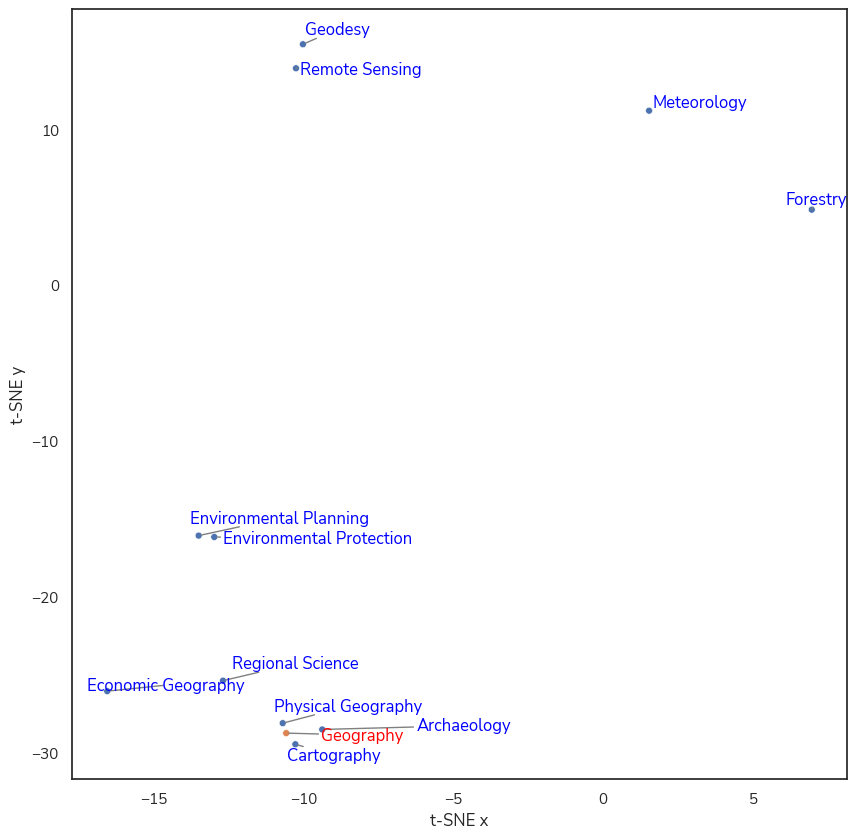 Geodesy
Remote Sensing
Meteorology
10
Forestry
0
t-SNE y
−10
Environmental Planning
Environmental Protection
−20
Regional Science
Economic Geography
Physical Geography
Archaeology
Geography
Cartography
−30
−15 −10 −5 0 5
t-SNE x